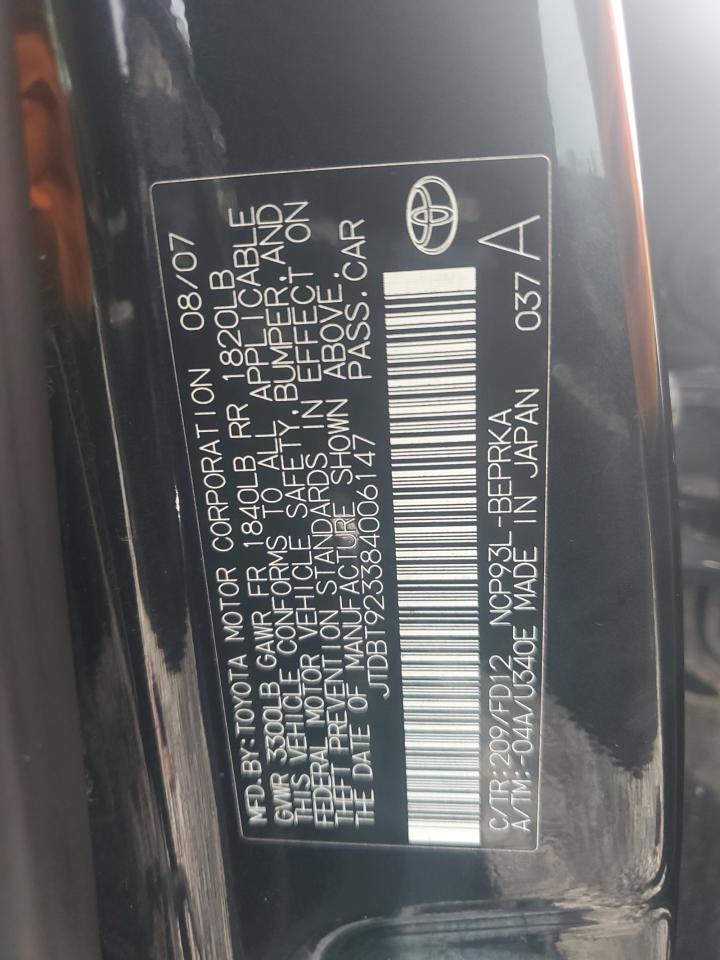 MFD.BY:TOYOTA MOTOR CORPORATION 08/07
GVWR 3300LB GAWR FR 1840LB RR 1820LB
THIS VEHICLE CONFORMS TO ALL APPLICABLE
FEDERAL MOTOR VEHICLE SAFETY,BUMPER,AND
THEFT PREVENTION STANDARDS IN EFFECT ON
THE DATE OF MANUFACTURE SHOWN ABOVE.
JTDBT923384006147 PASS.CAR
C/TR:209/FD12 NCP93L-BEPRKA 037 A
A/TM:-04A/U340E MADE IN JAPAN